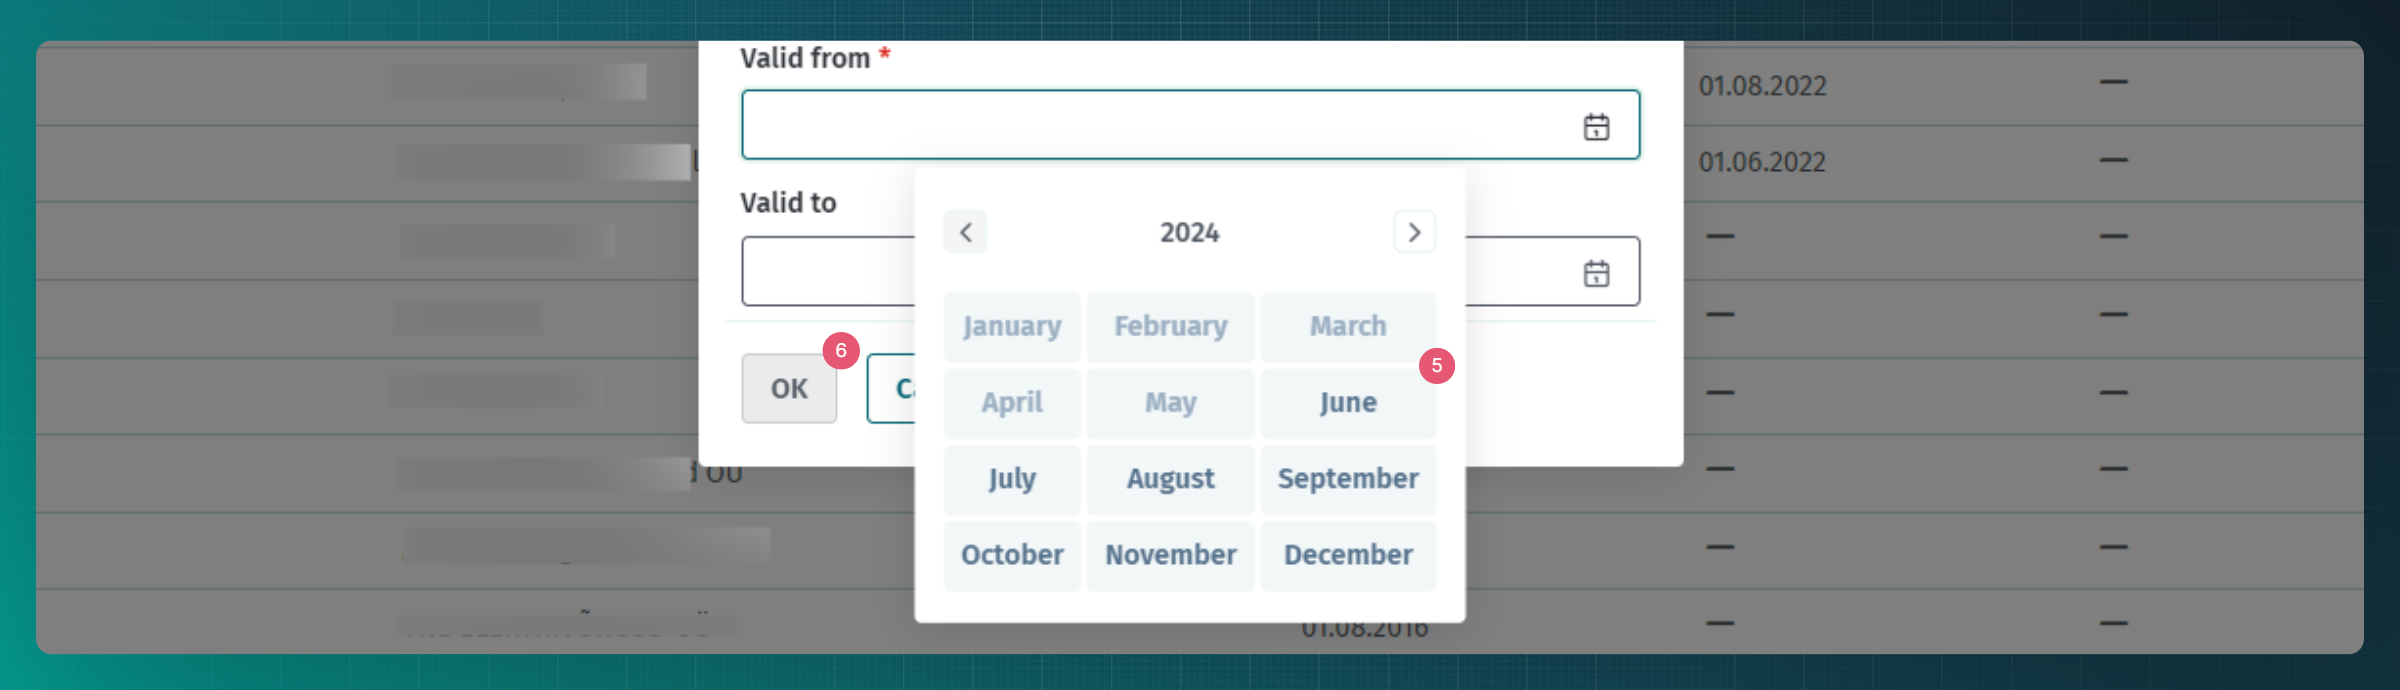 Valid from *
01.08.2022 —
01.06.2022 —
Valid to
2024
— —
January February March
— —
6
5
OK
April May June
— —
July August September
OÜ — —
October November December
— —
01.08.2016 — —